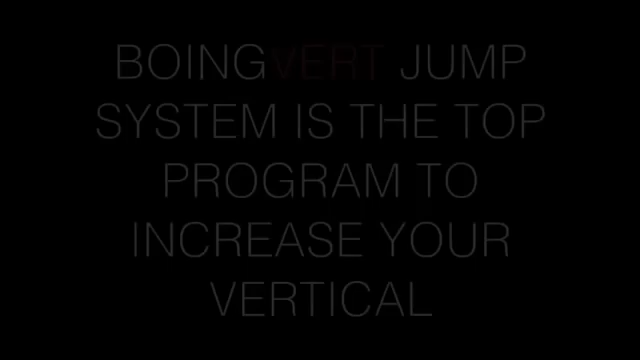 BOINGVERT JUMP
SYSTEM IS THE TOP
PROGRAM TO
INCREASE YOUR
VERTICAL